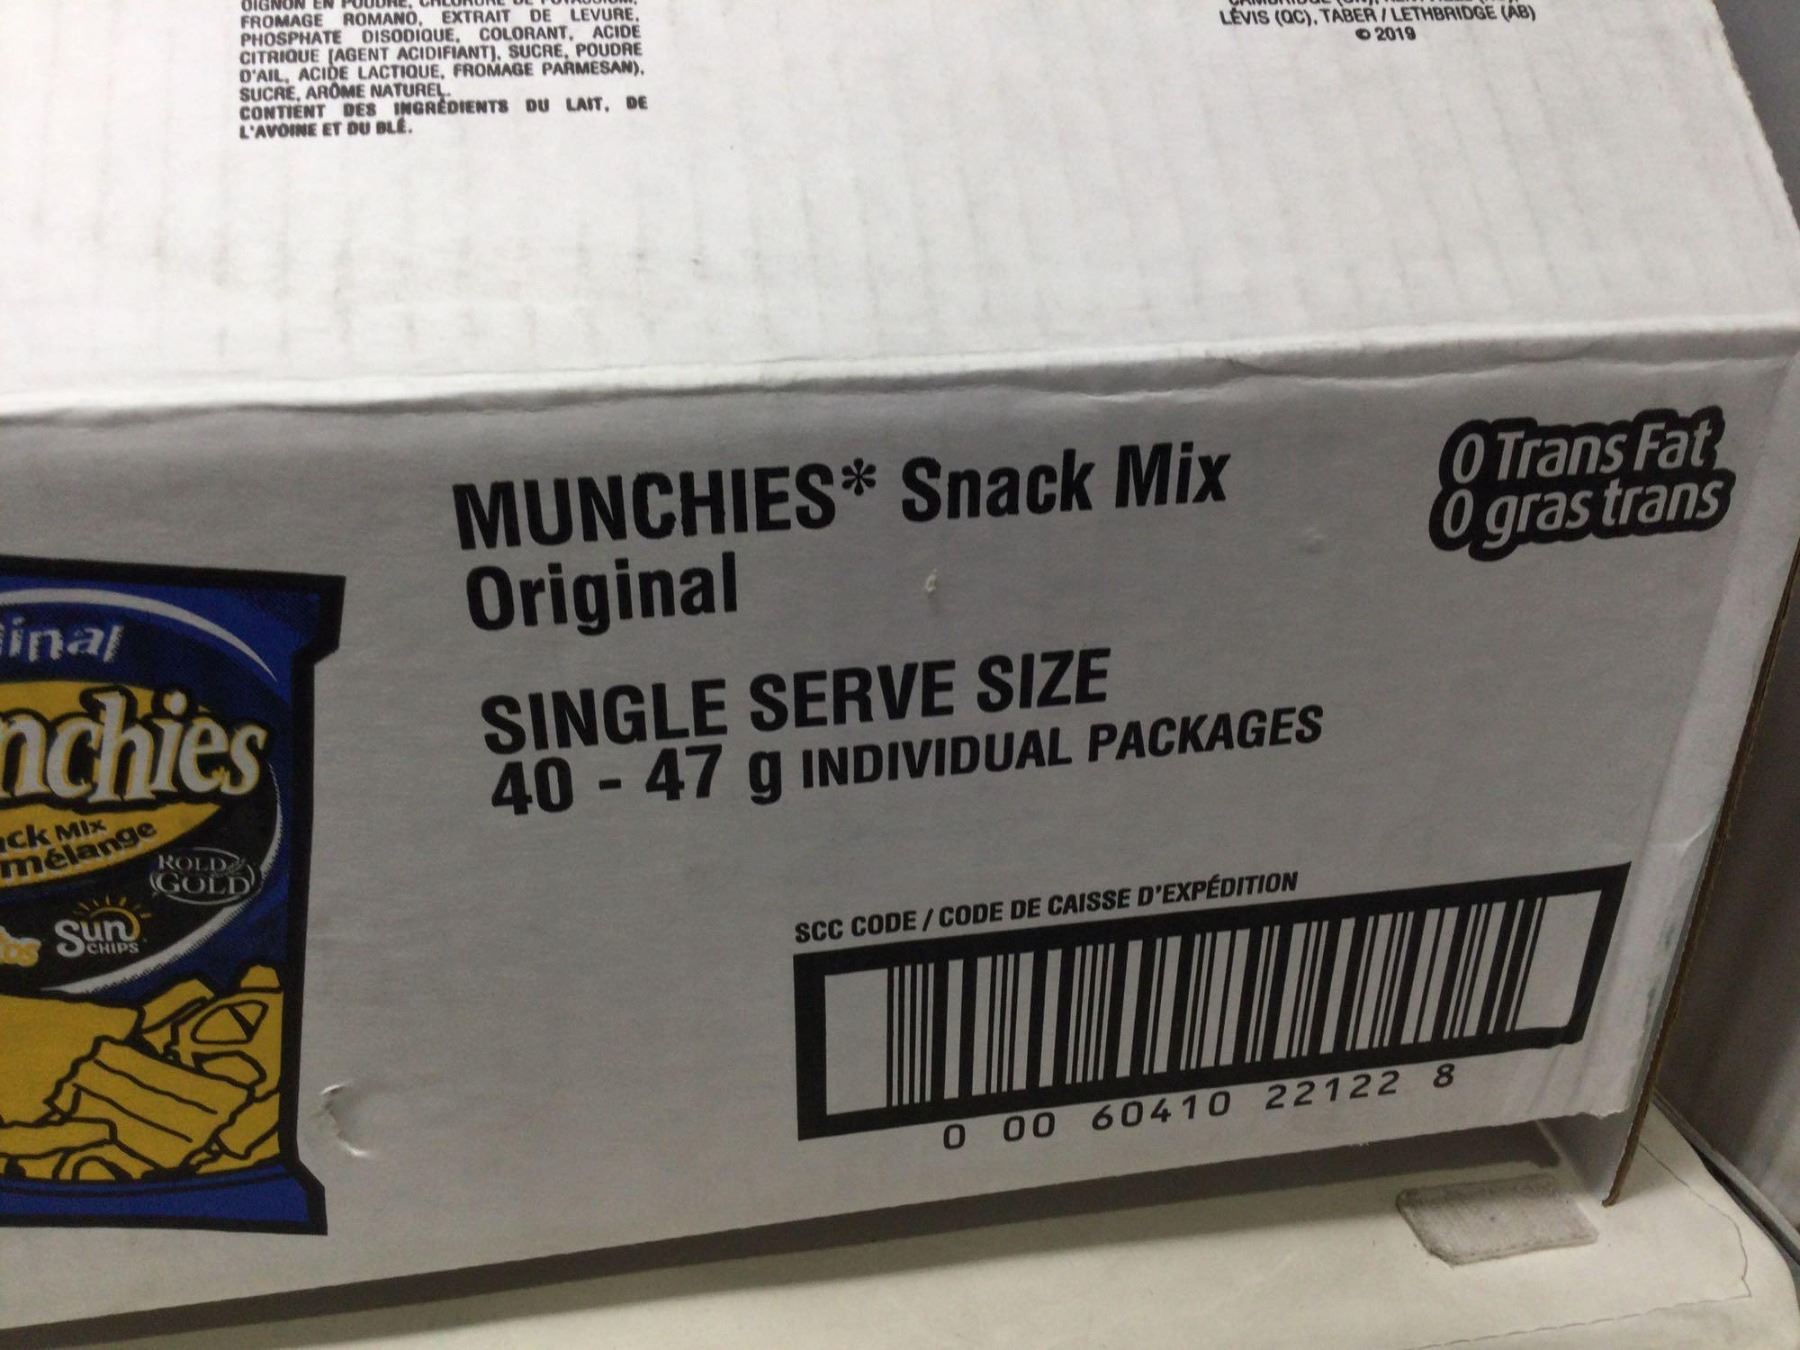 FROMAGE ROMANO, EXTRAIT DE LEVURE,
PHOSPHATE DISODIQUE, COLORANT, ACIDE
CITRIQUE [AGENT ACIDIFIANT], SUCRE, POUDRE
D'AIL, ACIDE LACTIQUE, FROMAGE PARMESAN),
SUCRE, ARÔME NATUREL.
CONTIENT DES INGRÉDIENTS DU LAIT, DE
L'AVOINE ET DU BLÉ.
LÉVIS (QC), TABER / LETHBRIDGE (AB)
© 2019
MUNCHIES* Snack Mix
Original
SINGLE SERVE SIZE
40 - 47 g INDIVIDUAL PACKAGES
0 Trans Fat
0 gras trans
inal
nchies
ck Mix
mélange
ROLD
GOLD
Sun
CHIPS
os
SCC CODE / CODE DE CAISSE D'EXPÉDITION
0 00 60410 22122 8